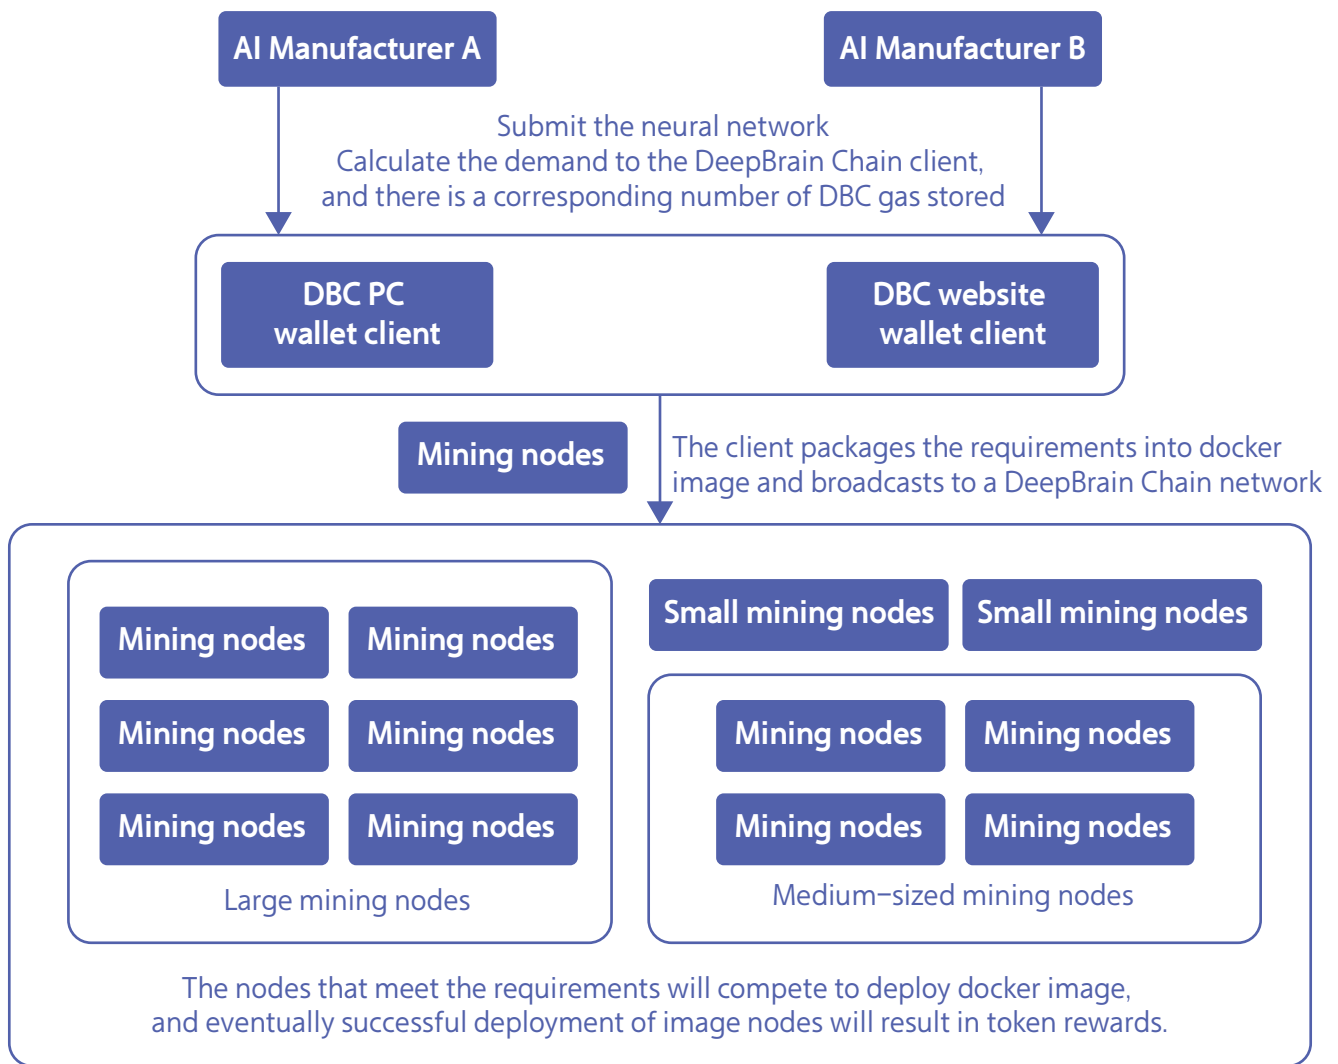 AI Manufacturer A
AI Manufacturer B
Submit the neural network
Calculate the demand to the DeepBrain Chain client,
and there is a corresponding number of DBC gas stored
DBC PC
wallet client
DBC website
wallet client
Mining nodes
The client packages the requirements into docker
image and broadcasts to a DeepBrain Chain network
Mining nodes
Mining nodes
Mining nodes
Mining nodes
Mining nodes
Mining nodes
Large mining nodes
Small mining nodes
Small mining nodes
Mining nodes
Mining nodes
Mining nodes
Mining nodes
Medium-sized mining nodes
The nodes that meet the requirements will compete to deploy docker image,
and eventually successful deployment of image nodes will result in token rewards.